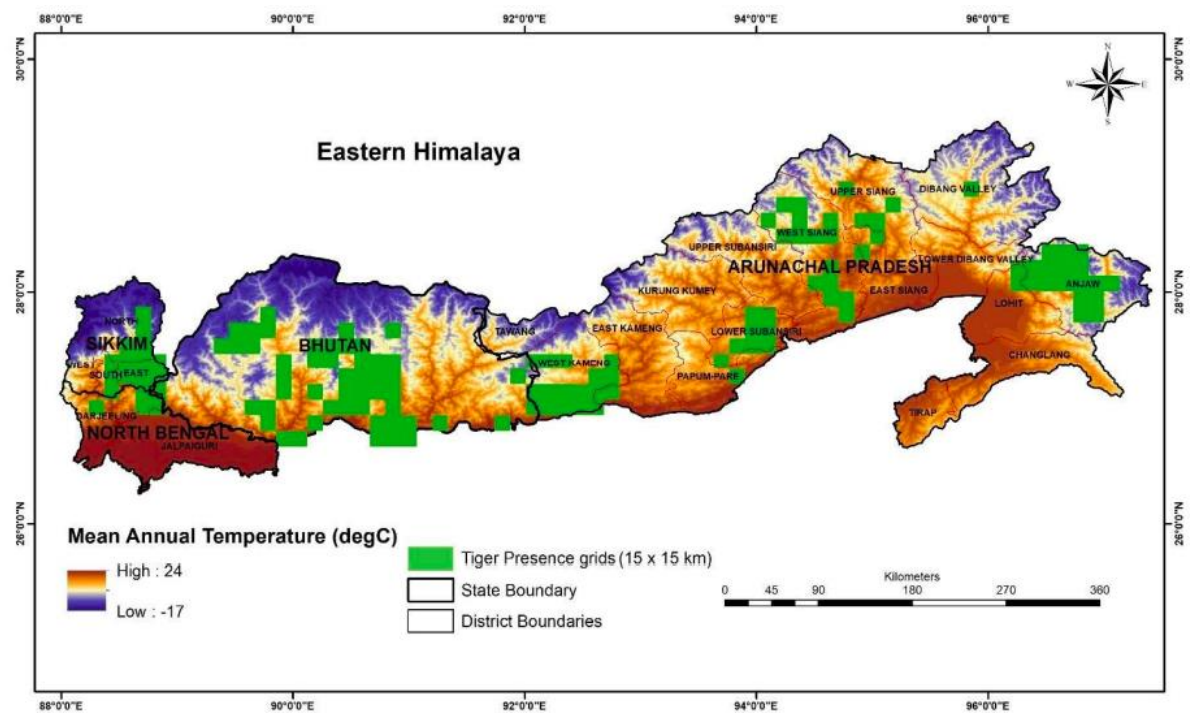 88°0'0"E 90°0'0"E 92°0'0"E 94°0'0"E 96°0'0"E
30°0'0"N
30°0'0"N
N
W E
S
Eastern Himalaya
UPPER SIANG
DIBANG VALLEY
WEST SIANG
UPPER SUBANSIRI
LOWER DIBANG VALLEY
ARUNACHAL PRADESH
28°0'0"N
28°0'0"N
ANJAW
KURUNG KUMEY
EAST SIANG
LOHIT
NORTH
TAWANG
EAST KAMENG
LOWER SUBANSIRI
SIKKIM
BHUTAN
WEST
WEST KAMENG
CHANGLANG
SOUTH
EAST
PAPUM-PARE
DARJEELING
TIRAP
NORTH BENGAL
JALPAIGURI
26°0'0"N
26°0'0"N
Mean Annual Temperature (degC)
High : 24
Low : -17
Tiger Presence grids (15 x 15 km)
State Boundary
District Boundaries
Kilometers
0 45 90 180 270 360
88°0'0"E 90°0'0"E 92°0'0"E 94°0'0"E 96°0'0"E